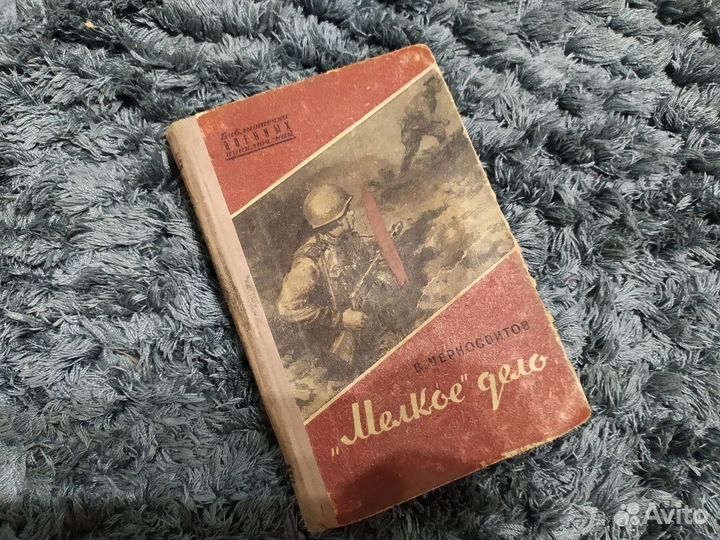 Библиотечка
ВОЕННЫХ
приключений
В. ЧЕРНОСВИТОВ
„Мелкое" дело
Avito